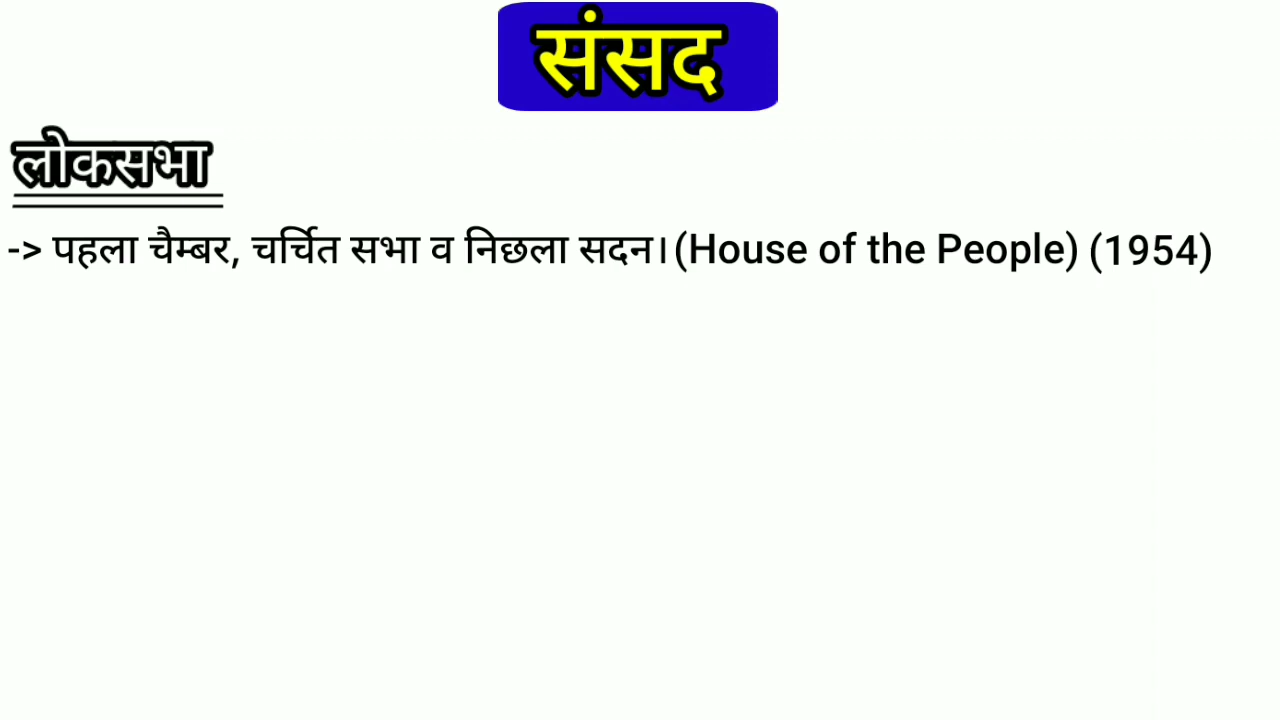 संसद
लोकसभा
-> पहला चैम्बर, चर्चित सभा व निछला सदन। (House of the People) (1954)